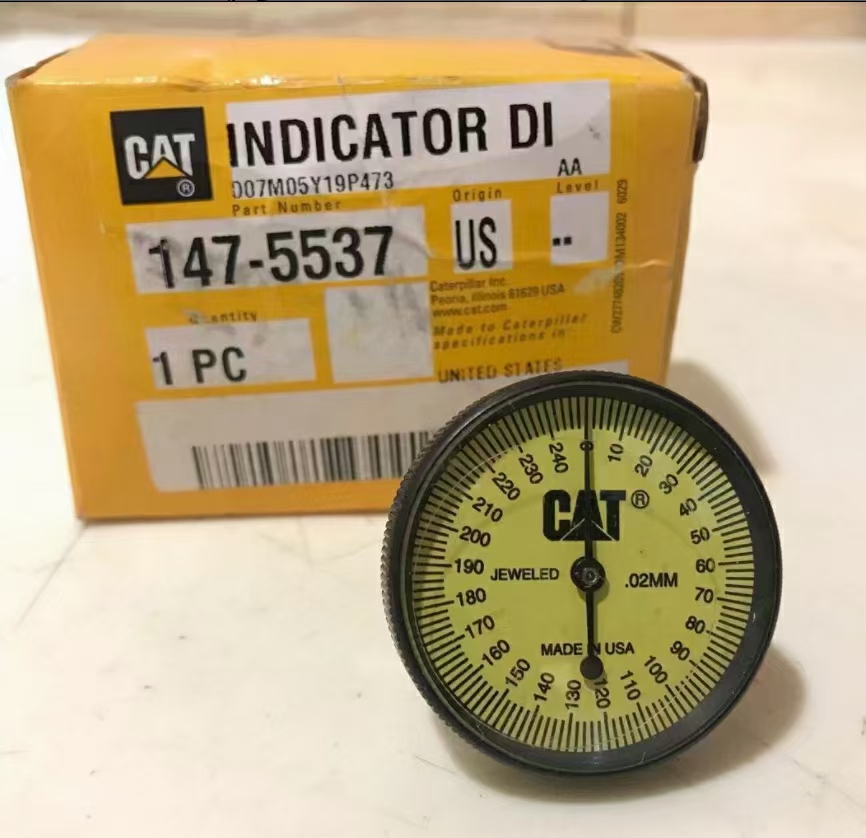 CAT
®
INDICATOR DI
007M05Y19P473
Part Number
147-5537
Origin
US
AA
Level
--
Quantity
1 PC
Caterpillar Inc.
Peoria, Illinois 61629 USA
www.cat.com
Made to Caterpillar
specifications in
UNITED STATES
6029
0 10 20 30 40 50 60 70 80 90 100 110 120 130 140 150 160 170 180 190 200 210 220 230 240
CAT ®
JEWELED .02MM
MADE IN USA